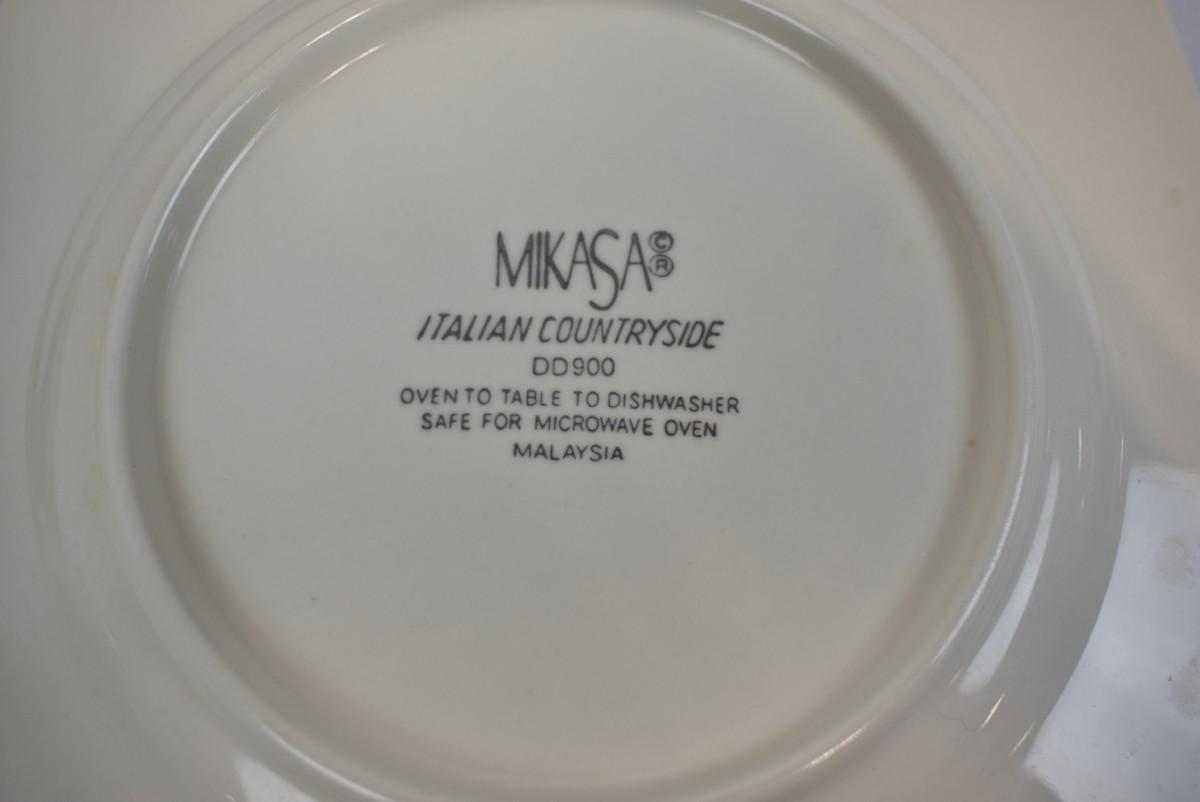 MIKASA©®
ITALIAN COUNTRYSIDE
DD900
OVEN TO TABLE TO DISHWASHER
SAFE FOR MICROWAVE OVEN
MALAYSIA